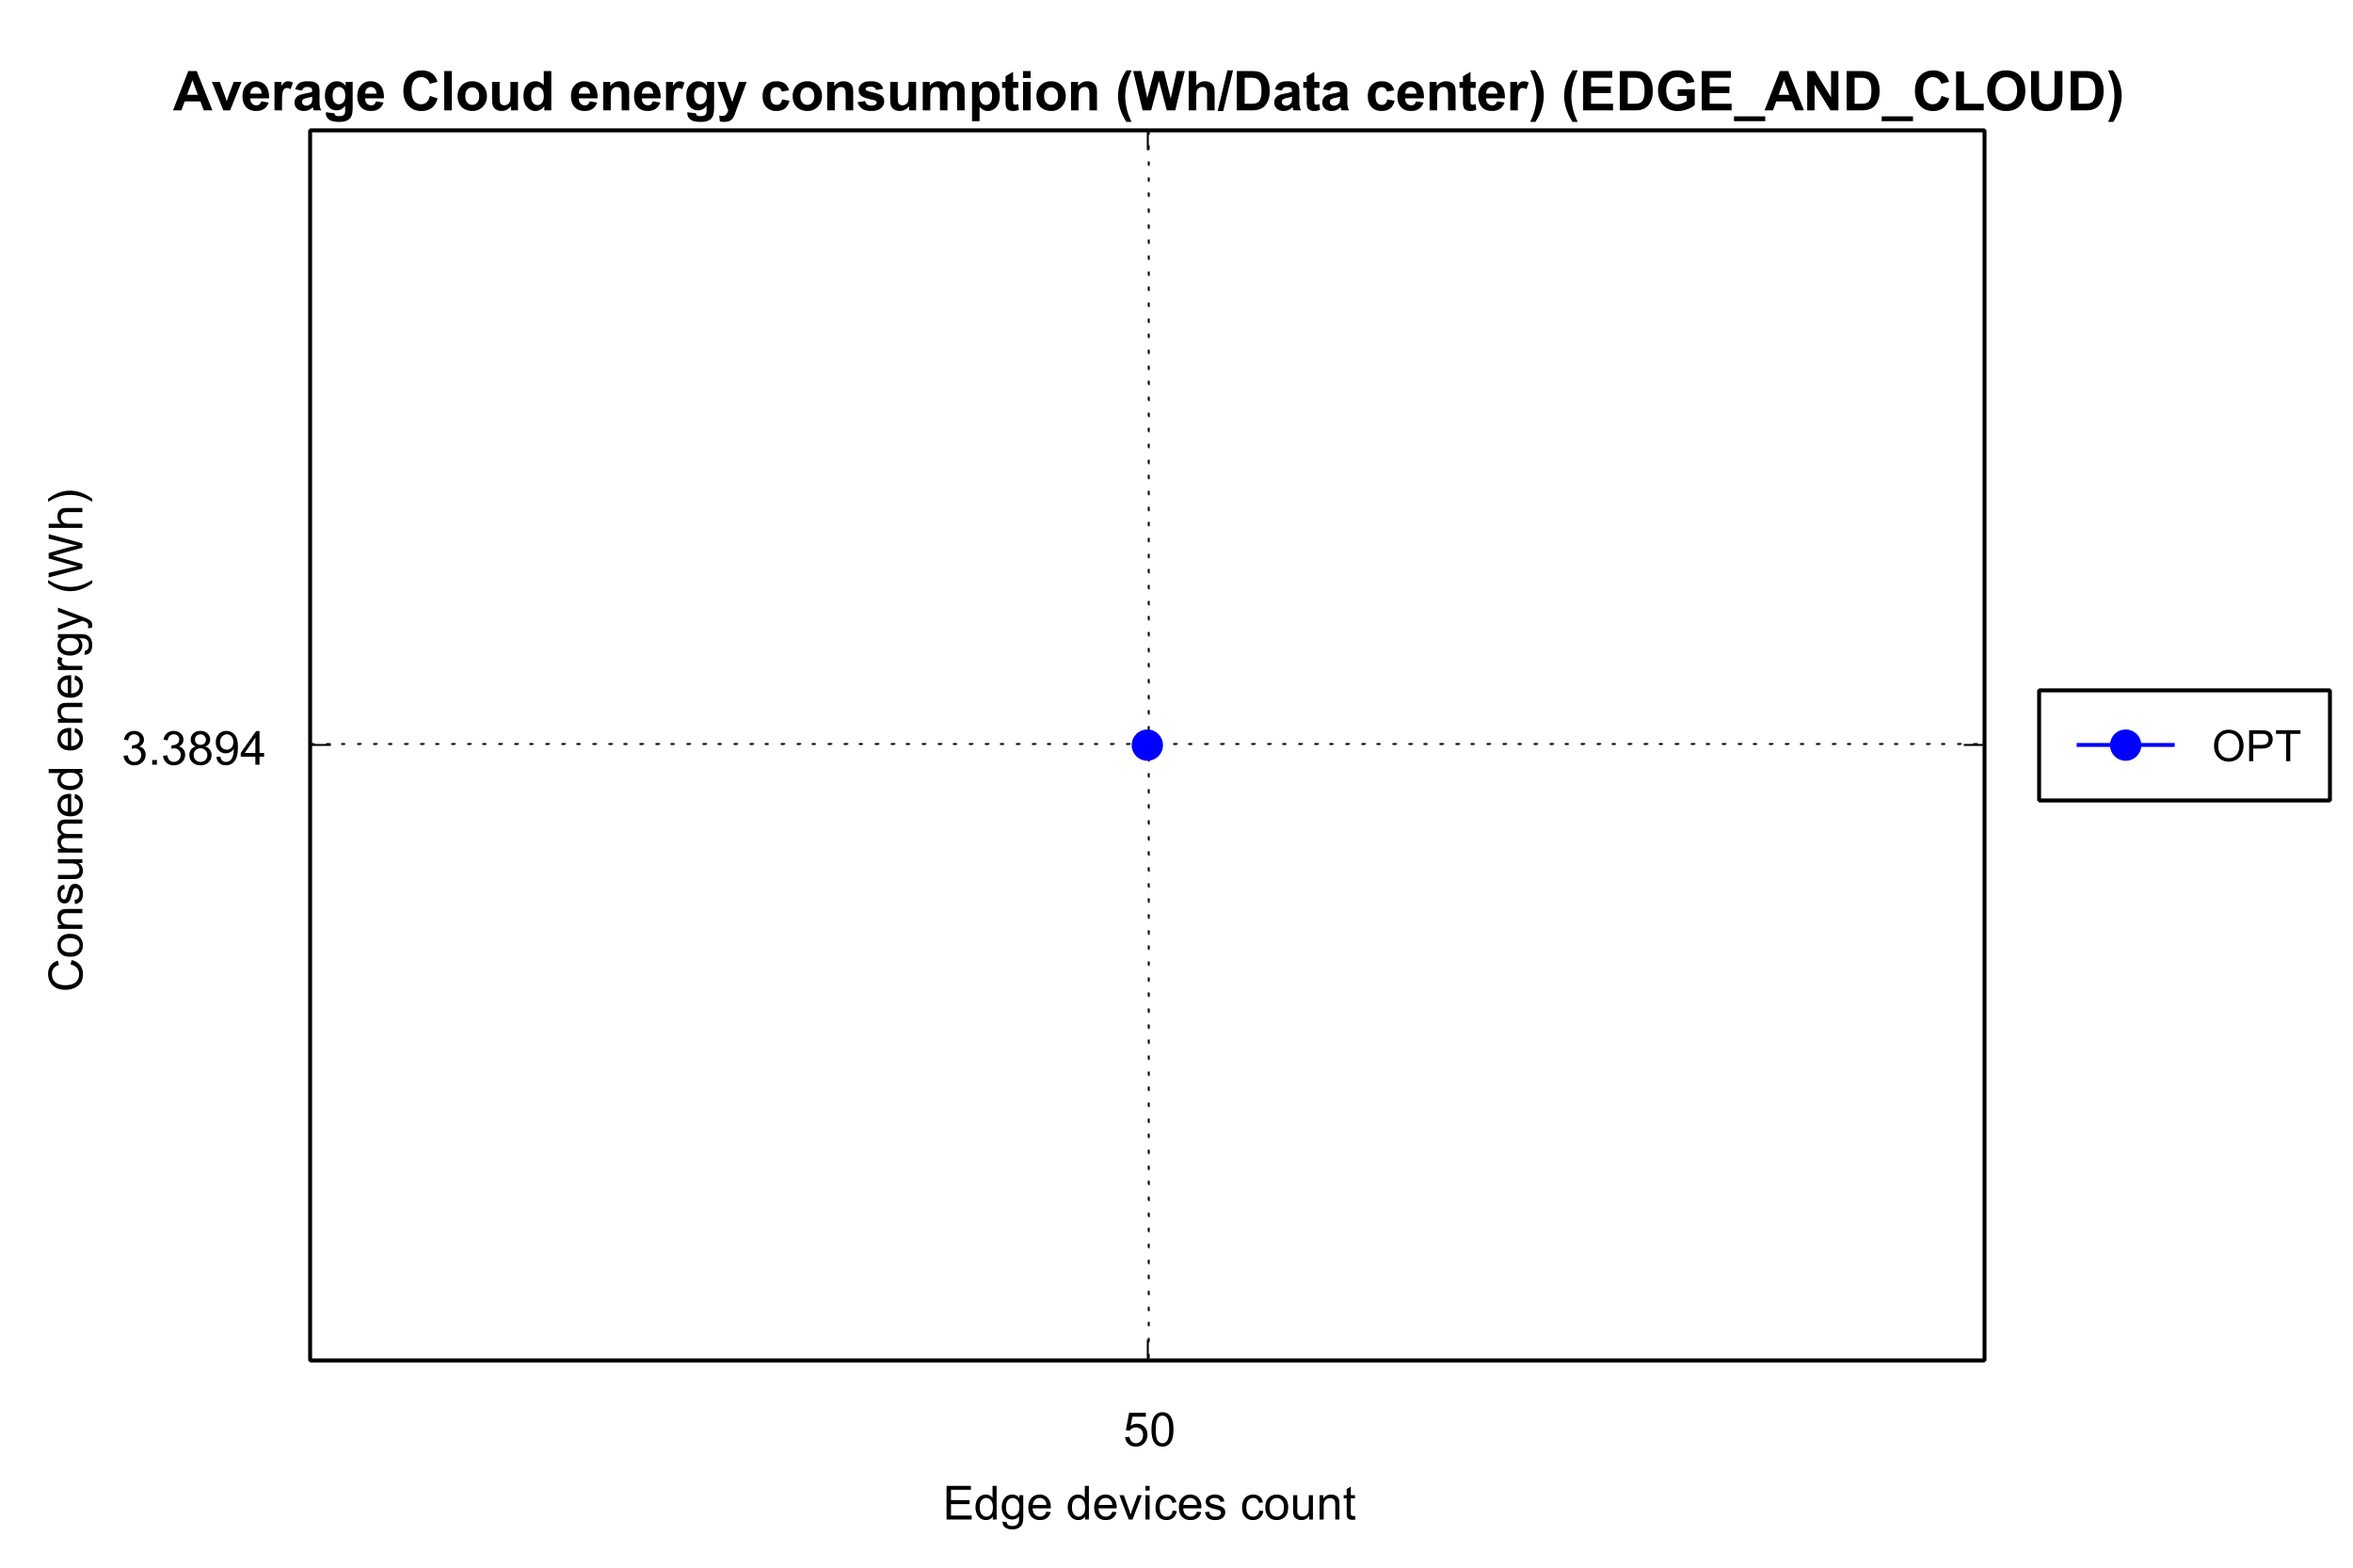 Average Cloud energy consumption (Wh/Data center)(EDGE_AND_CLOUD)
Consumed energy (Wh)
3.3894
OPT
50
Edge devices count